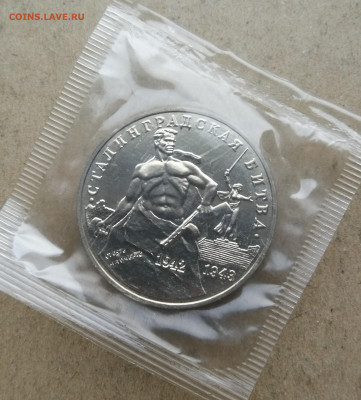 COINS.LAVE.RU
СТАЛИНГРАДСКАЯ БИТВА
1942
1943